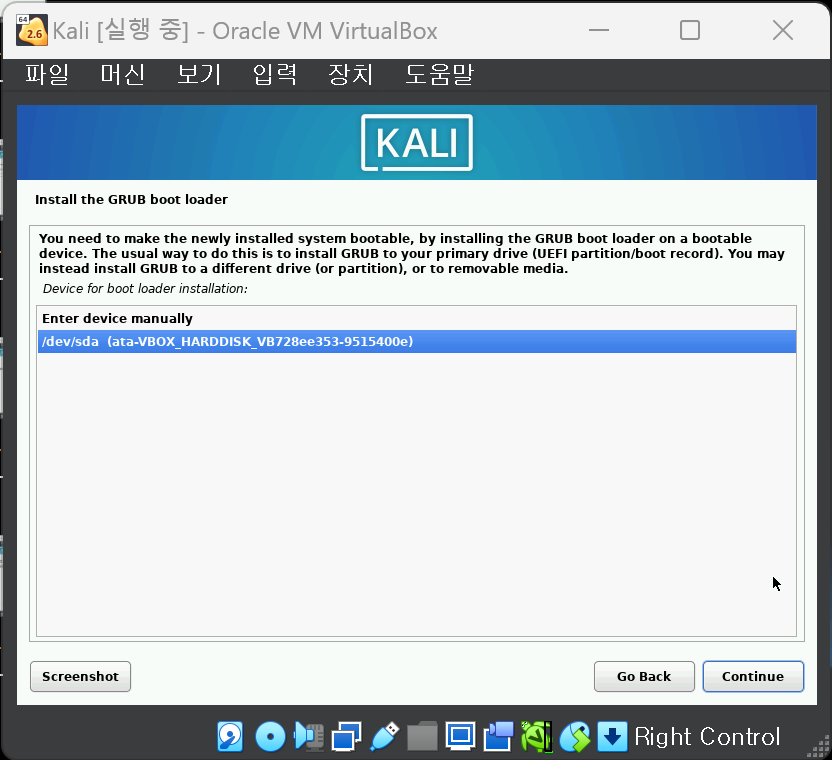 64
2.6
Kali [실행 중] - Oracle VM VirtualBox
파일 머신 보기 입력 장치 도움말
KALI
Install the GRUB boot loader
You need to make the newly installed system bootable, by installing the GRUB boot loader on a bootable
device. The usual way to do this is to install GRUB to your primary drive (UEFI partition/boot record). You may
instead install GRUB to a different drive (or partition), or to removable media.
Device for boot loader installation:
Enter device manually
/dev/sda  (ata-VBOX_HARDDISK_VB728ee353-9515400e)
Screenshot Go Back Continue
Right Control